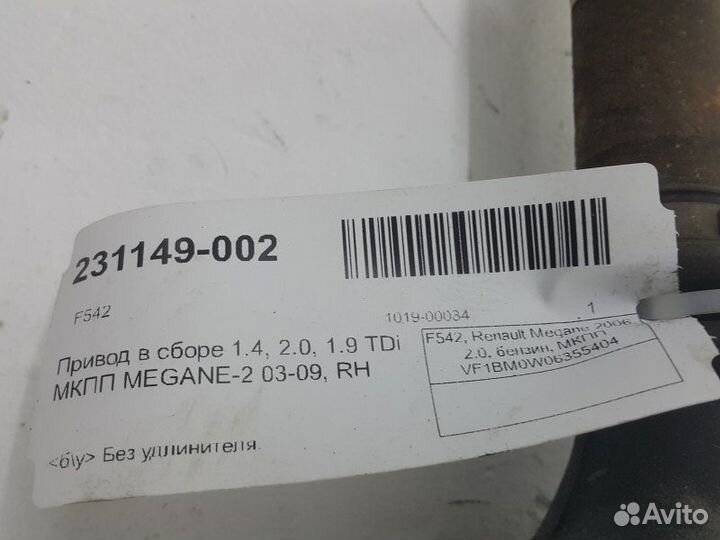 231149-002
F542
1019-00034
1
Привод в сборе 1.4, 2.0, 1.9 TDi
МКПП MEGANE-2 03-09, RH
F542, Renault Megane 2006,
2.0, бензин, МКПП
VF1BM0W06355404
<б\у> Без удлинителя.
Avito